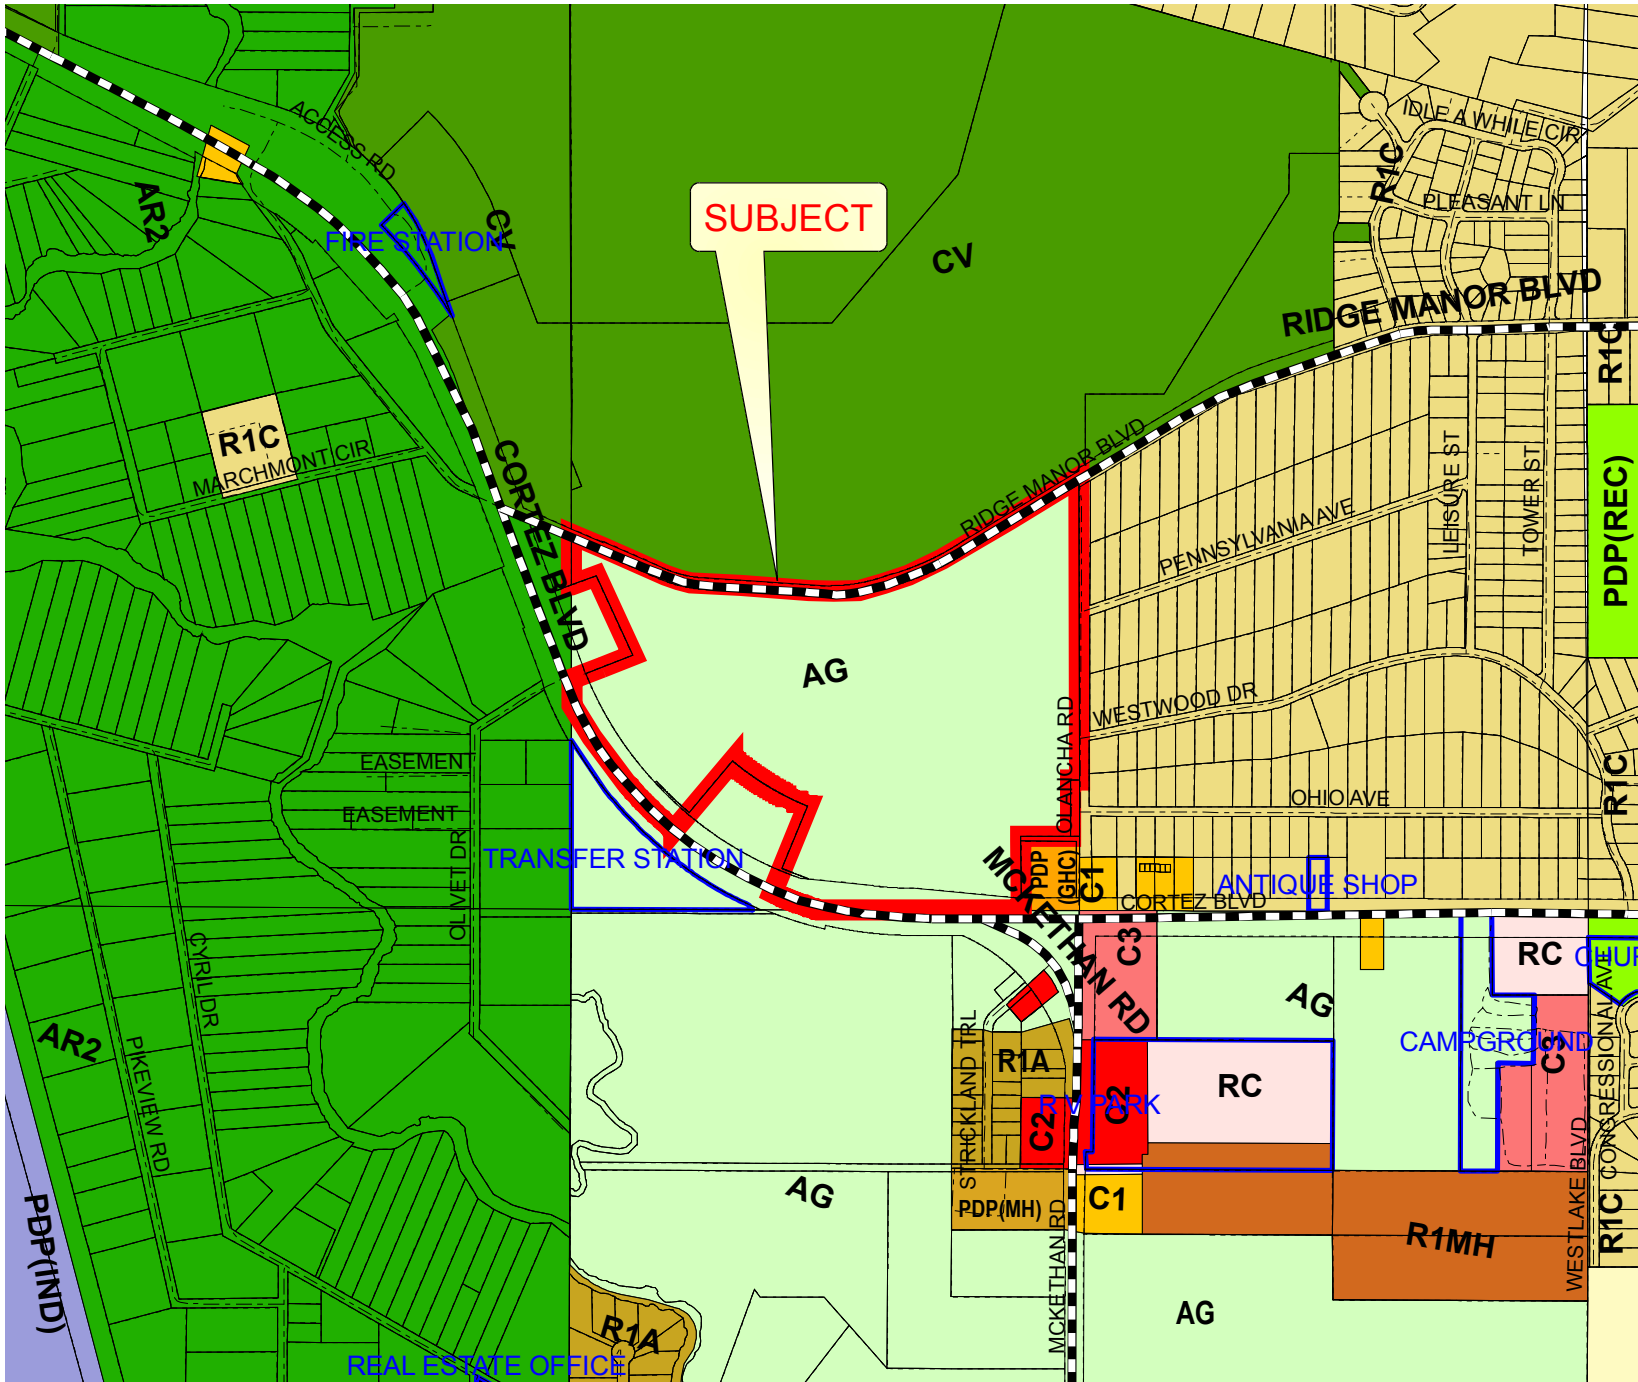 ACCESS RD
IDLE A WHILE CIR
R1C
AR2
PLEASANT LN
SUBJECT
CV
FIRE STATION
CV
RIDGE MANOR BLVD
R1C
R1C
MARCHMONT CIR
CORTEZ BLVD
RIDGE MANOR BLVD
LEISURE ST
TOWER ST
PDP(REC)
PENNSYLVANIA AVE
AG
WESTWOOD DR
OLANCHA RD
EASEMEN
EASEMENT
OHIO AVE
R1C
OLIVET DR
TRANSFER STATION
MCKETHAN RD
PDP
(GHC)
C1
ANTIQUE SHOP
CORTEZ BLVD
CYRIL DR
C3
RC
CHUR
AG
AR2
PIKEVIEW RD
STRICKLAND TRL
R1A
CAMPGROUND
C3
CONGRESSIONAL AVE
RC
C2
R V PARK
C2
AG
PDP(MH)
C1
MCKETHAN RD
R1MH
WESTLAKE BLVD
R1C
PDP(IND)
AG
R1A
REAL ESTATE OFFICE